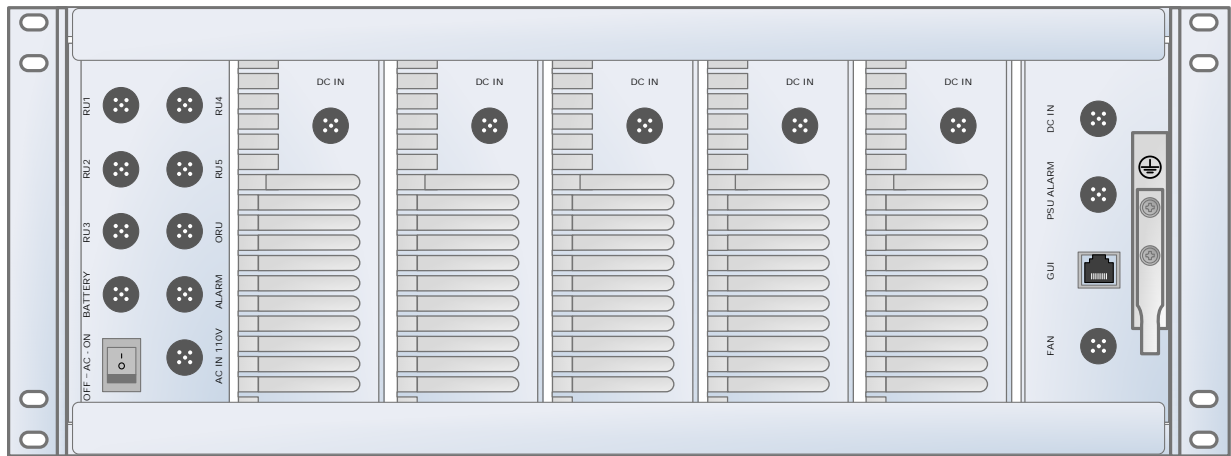 RU1
RU4
RU2
RU5
RU3
ORU
BATTERY
ALARM
OFF – AC - ON
AC IN 110V
DC IN
DC IN
DC IN
DC IN
DC IN
DC IN
PSU ALARM
GUI
FAN